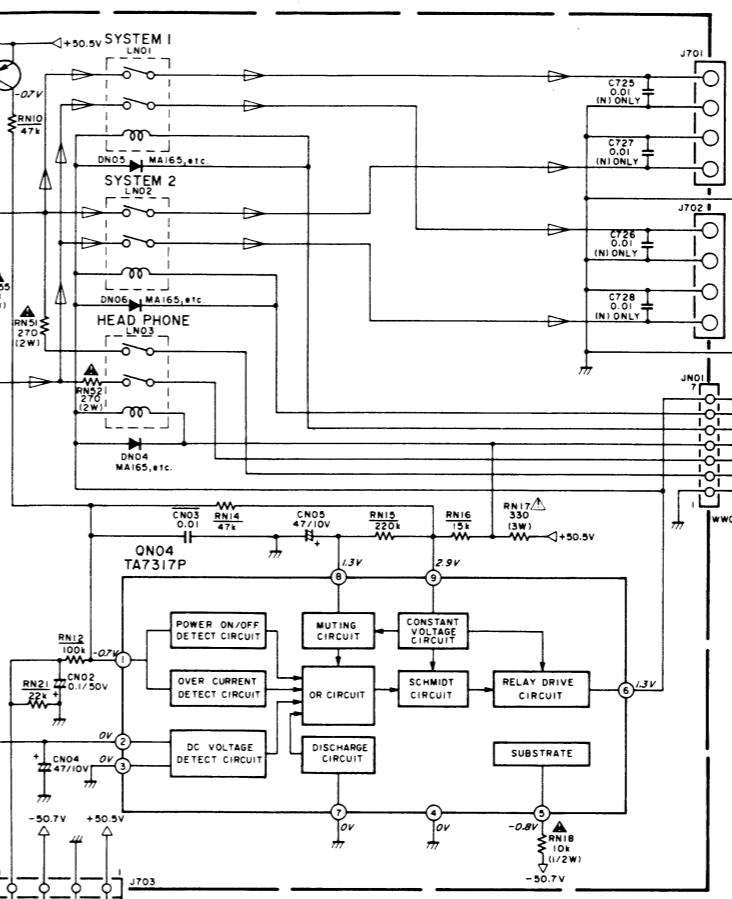 +50.5V
SYSTEM 1
LN01
J701
-0.7V
C725
0.01
(N) ONLY
RN10
47k
C727
0.01
(N) ONLY
DN05
MA165, etc.
SYSTEM 2
LN02
J702
C726
0.01
(N) ONLY
DN06
MA165, etc.
C728
0.01
(N) ONLY
HEAD PHONE
LN03
RN51
270
(2W)
RN52
270
(2W)
JN01
7
DN04
MA165, etc.
1
CN03
0.01
RN14
47k
CN05
47/10V
+
RN15
220k
RN16
15k
RN17
330
(3W)
+50.5V
QN04
TA7317P
1.3V
2.9V
8
9
POWER ON/OFF
DETECT CIRCUIT
MUTING
CIRCUIT
CONSTANT
VOLTAGE
CIRCUIT
RN12
100k
-0.7V
1
OVER CURRENT
DETECT CIRCUIT
OR CIRCUIT
SCHMIDT
CIRCUIT
RELAY DRIVE
CIRCUIT
6
1.3V
RN21
22k
CN02
0.1/50V
+
0V
2
DC VOLTAGE
DETECT CIRCUIT
DISCHARGE
CIRCUIT
SUBSTRATE
0V
3
+
CN04
47/10V
7
4
5
0V
0V
-0.8V
RN18
10k
(1/2W)
-50.7V
-50.7V
+50.5V
J703